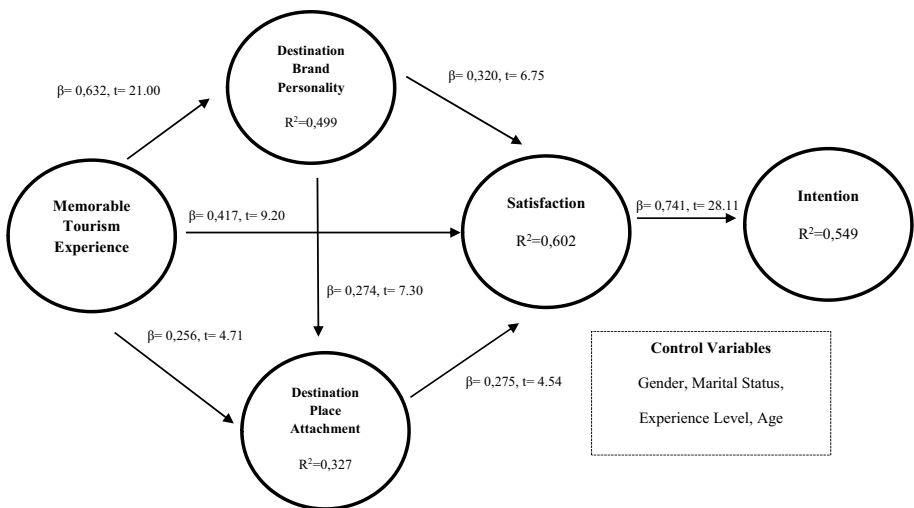 Destination
Brand
Personality
R²=0,499
β= 0,632, t= 21.00
β= 0,320, t= 6.75
Memorable
Tourism
Experience
β= 0,417, t= 9.20
Satisfaction
R²=0,602
β= 0,741, t= 28.11
Intention
R²=0,549
β= 0,274, t= 7.30
β= 0,256, t= 4.71
Destination
Place
Attachment
R²=0,327
β= 0,275, t= 4.54
Control Variables
Gender, Marital Status,
Experience Level, Age